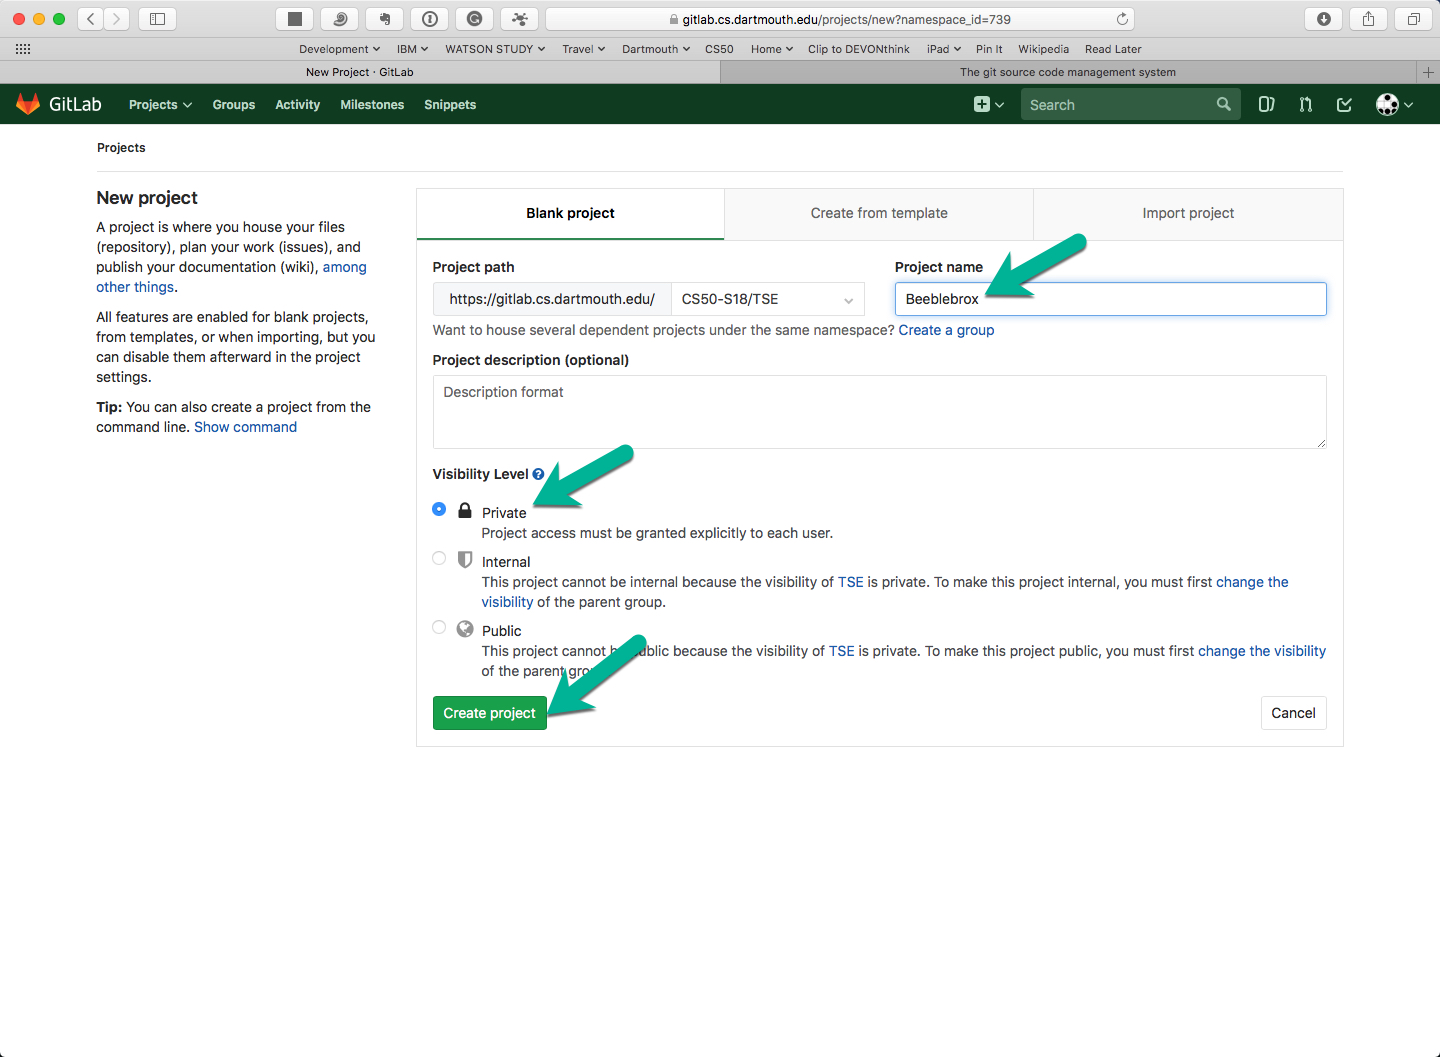 gitlab.cs.dartmouth.edu/projects/new?namespace_id=739
Development IBM WATSON STUDY Travel Dartmouth CS50 Home Clip to DEVONthink iPad Pin It Wikipedia Read Later
New Project · GitLab
The git source code management system
GitLab Projects Groups Activity Milestones Snippets Search
Projects
New project
A project is where you house your files
(repository), plan your work (issues), and
publish your documentation (wiki), among
other things.
All features are enabled for blank projects,
from templates, or when importing, but you
can disable them afterward in the project
settings.
Tip: You can also create a project from the
command line. Show command
Blank project
Create from template
Import project
Project path
https://gitlab.cs.dartmouth.edu/
CS50-S18/TSE
Project name
Beeblebrox
Want to house several dependent projects under the same namespace? Create a group
Project description (optional)
Description format
Visibility Level
Private
Project access must be granted explicitly to each user.
Internal
This project cannot be internal because the visibility of TSE is private. To make this project internal, you must first change the
visibility of the parent group.
Public
This project cannot be public because the visibility of TSE is private. To make this project public, you must first change the visibility
of the parent
Create project
Cancel